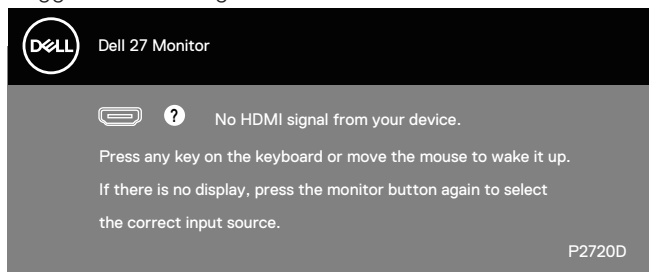 DELL
Dell 27 Monitor
? No HDMI signal from your device.
Press any key on the keyboard or move the mouse to wake it up.
If there is no display, press the monitor button again to select
the correct input source.
P2720D